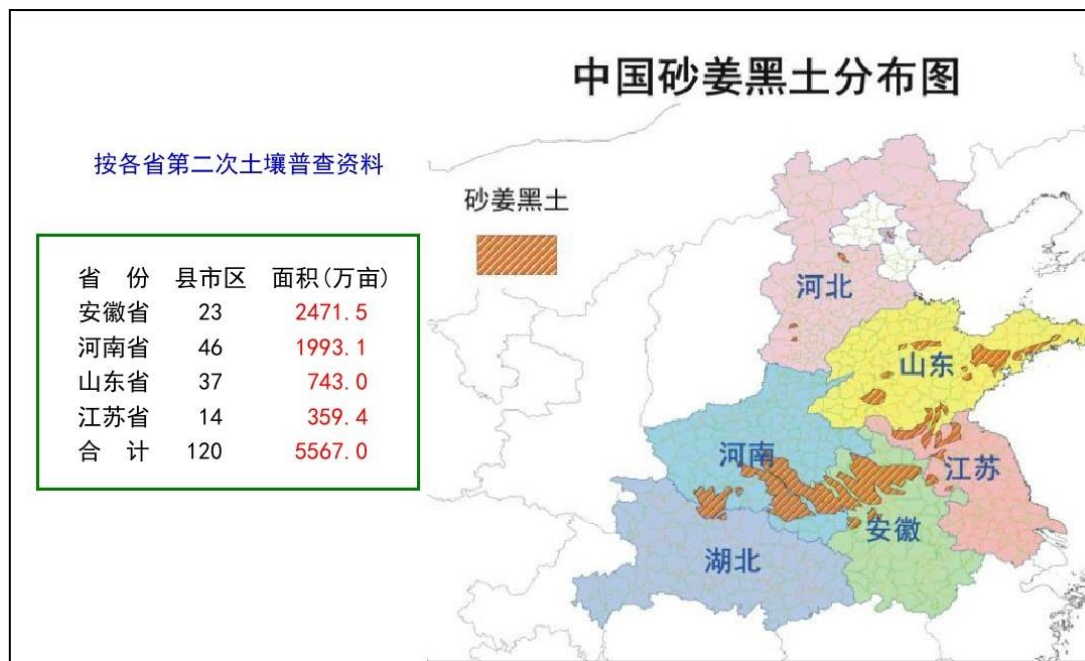 中国砂姜黑土分布图
按各省第二次土壤普查资料
砂姜黑土
省 份 县市区 面积(万亩)
安徽省 23 2471.5
河南省 46 1993.1
山东省 37 743.0
江苏省 14 359.4
合 计 120 5567.0
河北
山东
河南
江苏
安徽
湖北